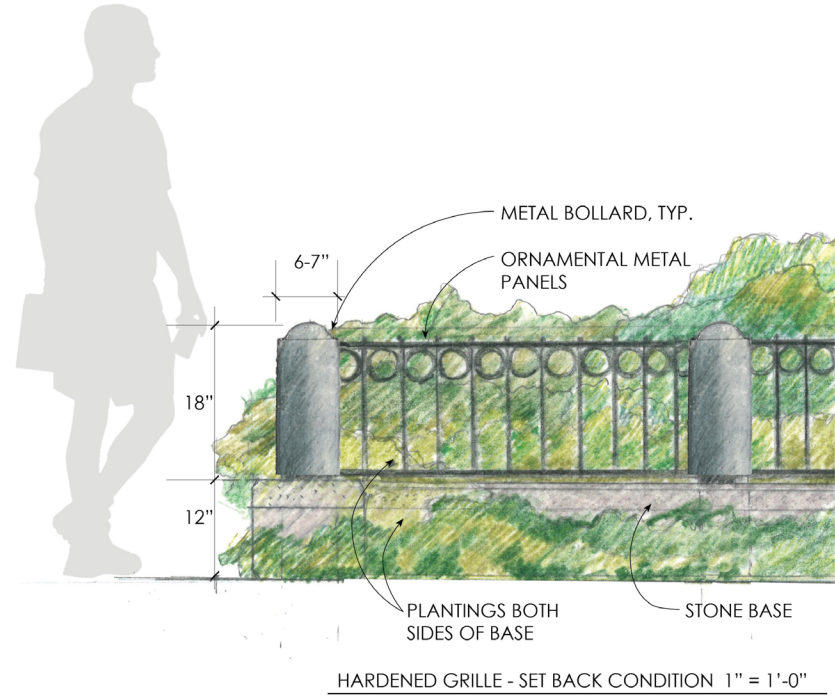 METAL BOLLARD, TYP.
6-7”
ORNAMENTAL METAL
PANELS
18”
12”
PLANTINGS BOTH
SIDES OF BASE
STONE BASE
HARDENED GRILLE - SET BACK CONDITION 1” = 1’-0”